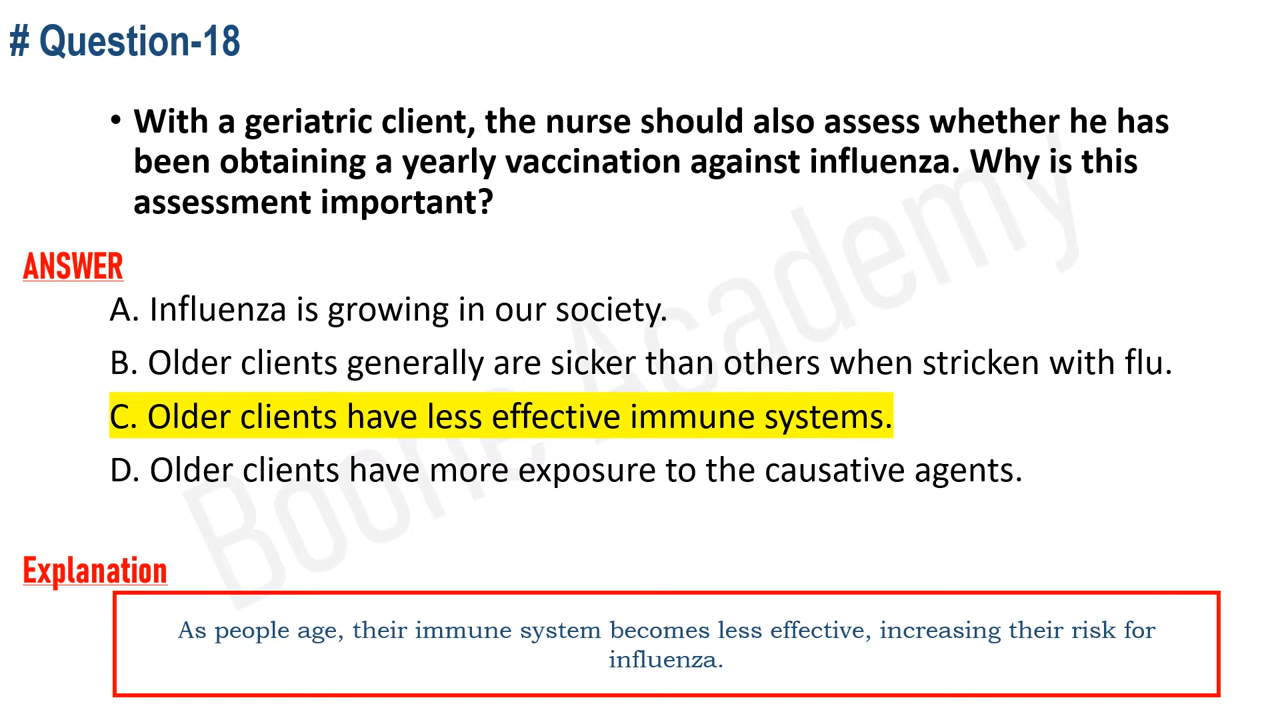 # Question-18
• With a geriatric client, the nurse should also assess whether he has
been obtaining a yearly vaccination against influenza. Why is this
assessment important?
ANSWER
A. Influenza is growing in our society.
B. Older clients generally are sicker than others when stricken with flu.
C. Older clients have less effective immune systems.
D. Older clients have more exposure to the causative agents.
Boone Academy
Explanation
As people age, their immune system becomes less effective, increasing their risk for
influenza.